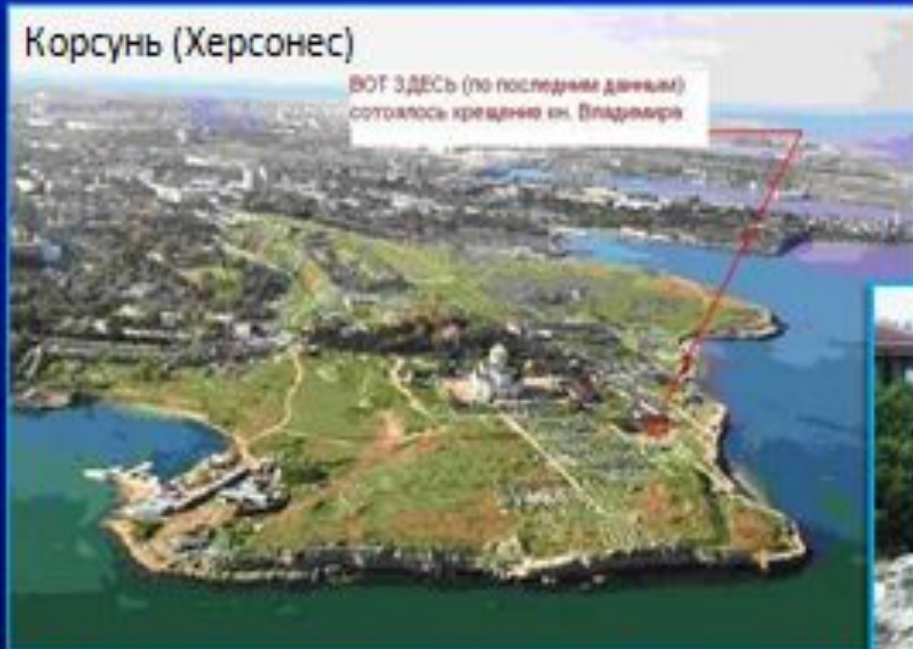 Корсунь (Херсонес)
ВОТ ЗДЕСЬ (по последним данным)
сотоялось крещение кн. Владимира